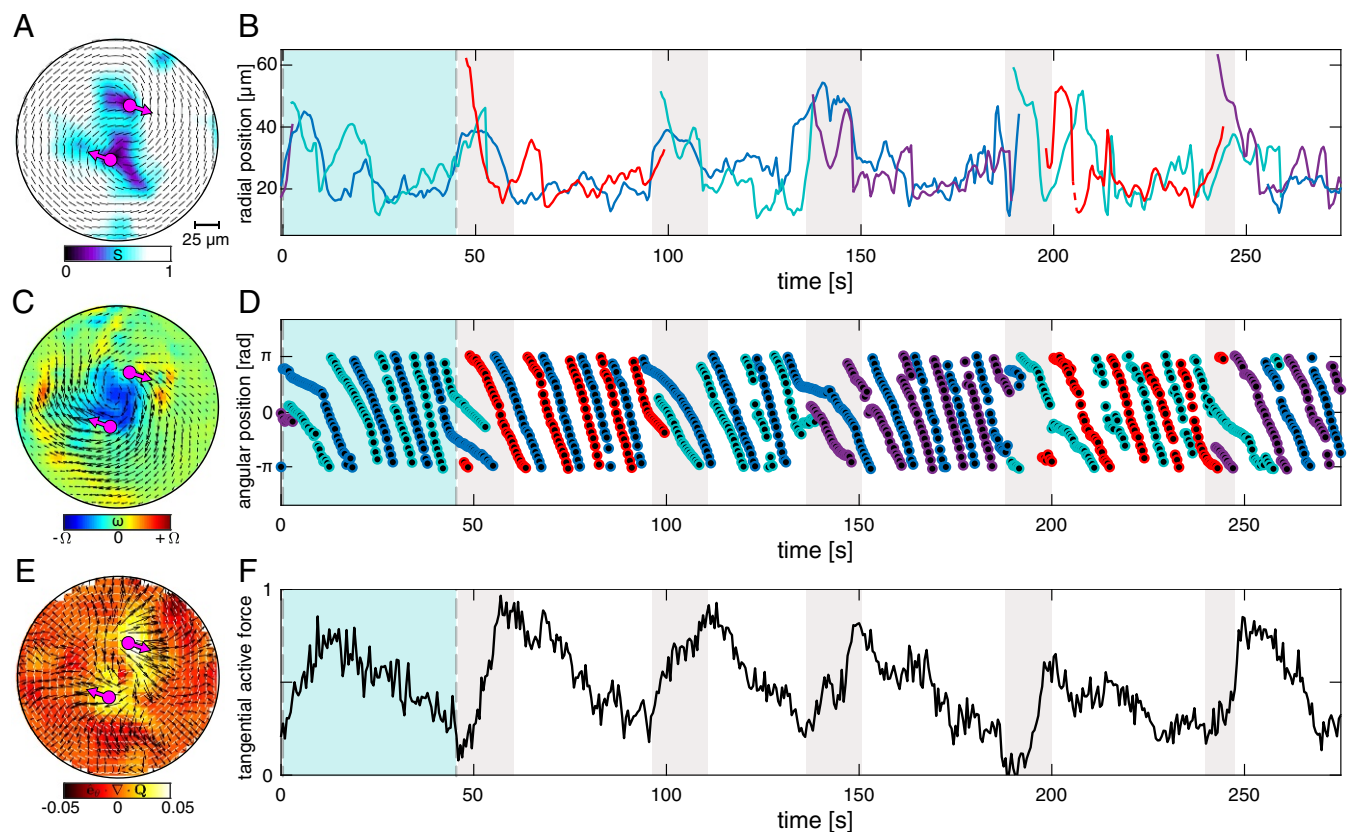 A
25 µm
S
0 1
B
radial position [µm]
60
40
20
0 50 100 150 200 250
time [s]
C
ω
-Ω 0 +Ω
D
angular position [rad]
π
0
-π
0 50 100 150 200 250
time [s]
E
∇ · Q
-0.05 0 0.05
F
tangential active force
1
0
0 50 100 150 200 250
time [s]